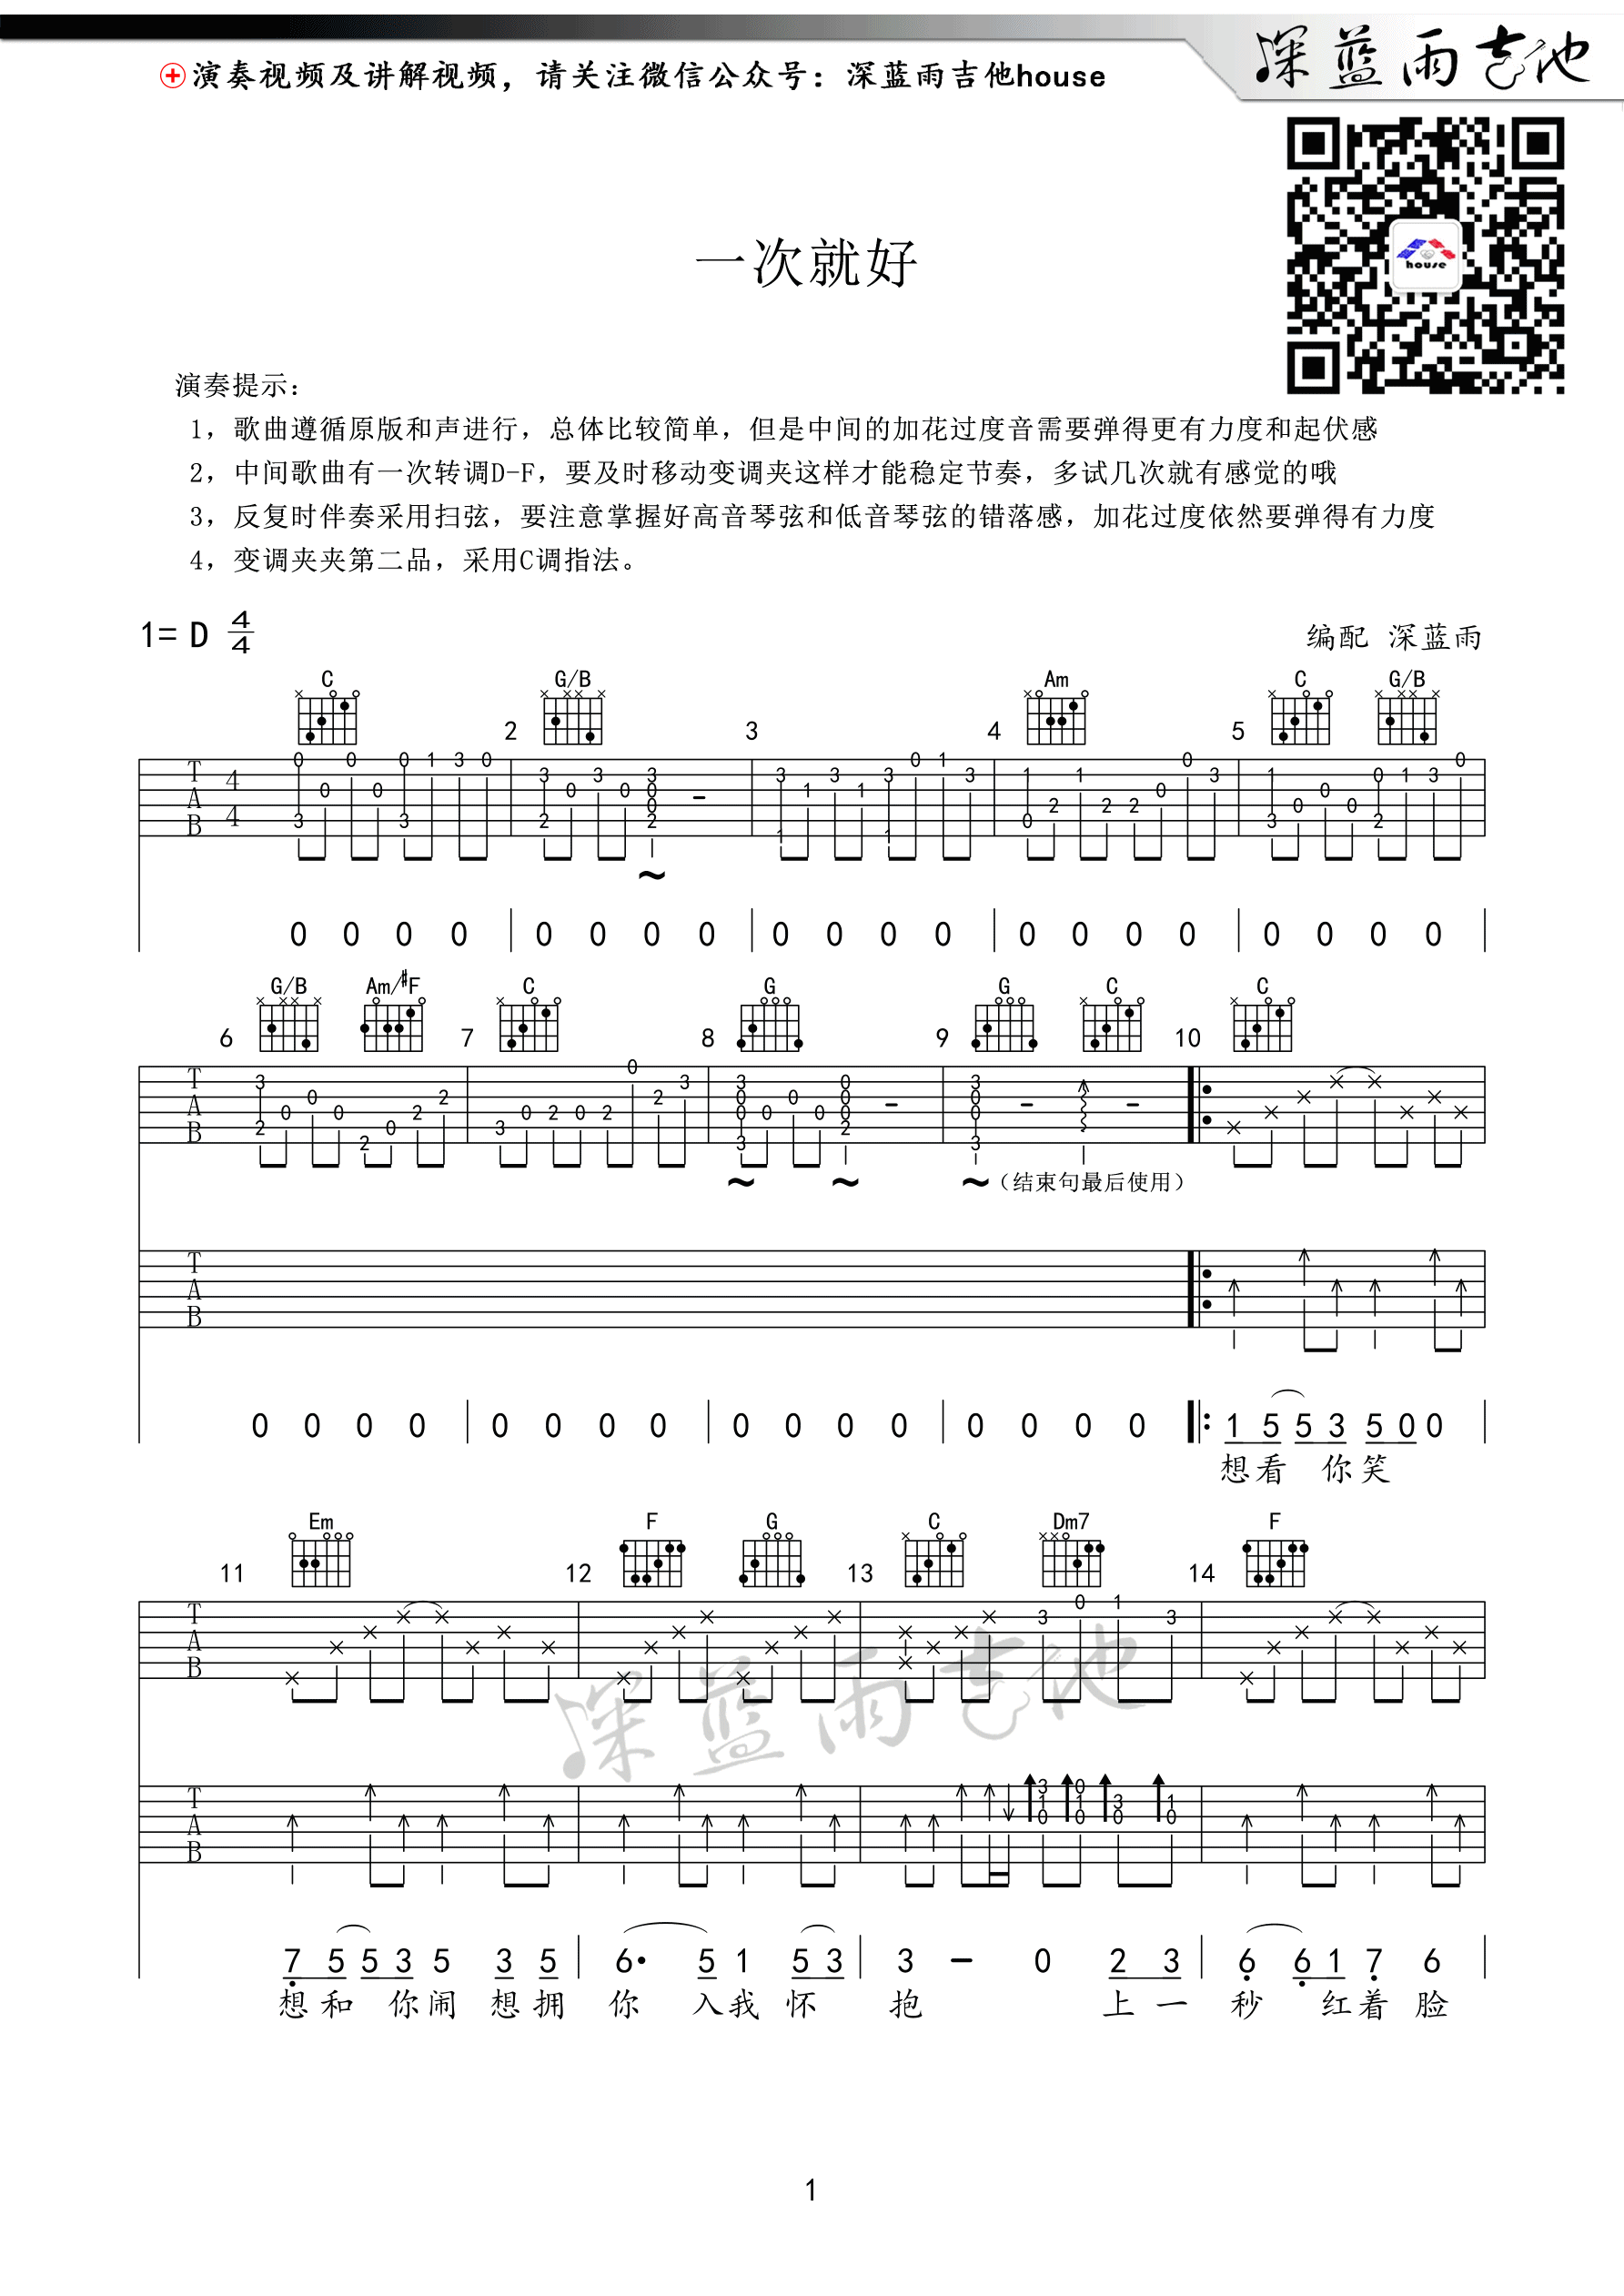 演奏视频及讲解视频，请关注微信公众号：深蓝雨吉他house
深蓝雨吉他
house
一次就好
演奏提示：
1，歌曲遵循原版和声进行，总体比较简单，但是中间的加花过度音需要弹得更有力度和起伏感
2，中间歌曲有一次转调D-F，要及时移动变调夹这样才能稳定节奏，多试几次就有感觉的哦
3，反复时伴奏采用扫弦，要注意掌握好高音琴弦和低音琴弦的错落感，加花过度依然要弹得有力度
4，变调夹夹第二品，采用C调指法。
1= D 4/4
编配 深蓝雨
C 2 G/B 3 4 Am 5 C G/B
T A B 4 4
0 0 0 0 0 0 0 0 0 0 0 0 0 0 0 0 0 0 0 0
6 G/B Am/#F 7 C 8 G 9 G C 10 C
T A B
（结束句最后使用）
T A B
0 0 0 0 0 0 0 0 0 0 0 0 0 0 0 0 1 5 5 3 5 0 0
想看 你笑
11 Em 12 F G 13 C Dm7 14 F
T A B
深蓝雨吉他
T A B
7 5 5 3 5 3 5 6· 5 1 5 3 3 - 0 2 3 6 6 1 7 6
想和 你闹 想拥 你 入我 怀 抱 上一 秒 红着 脸
1